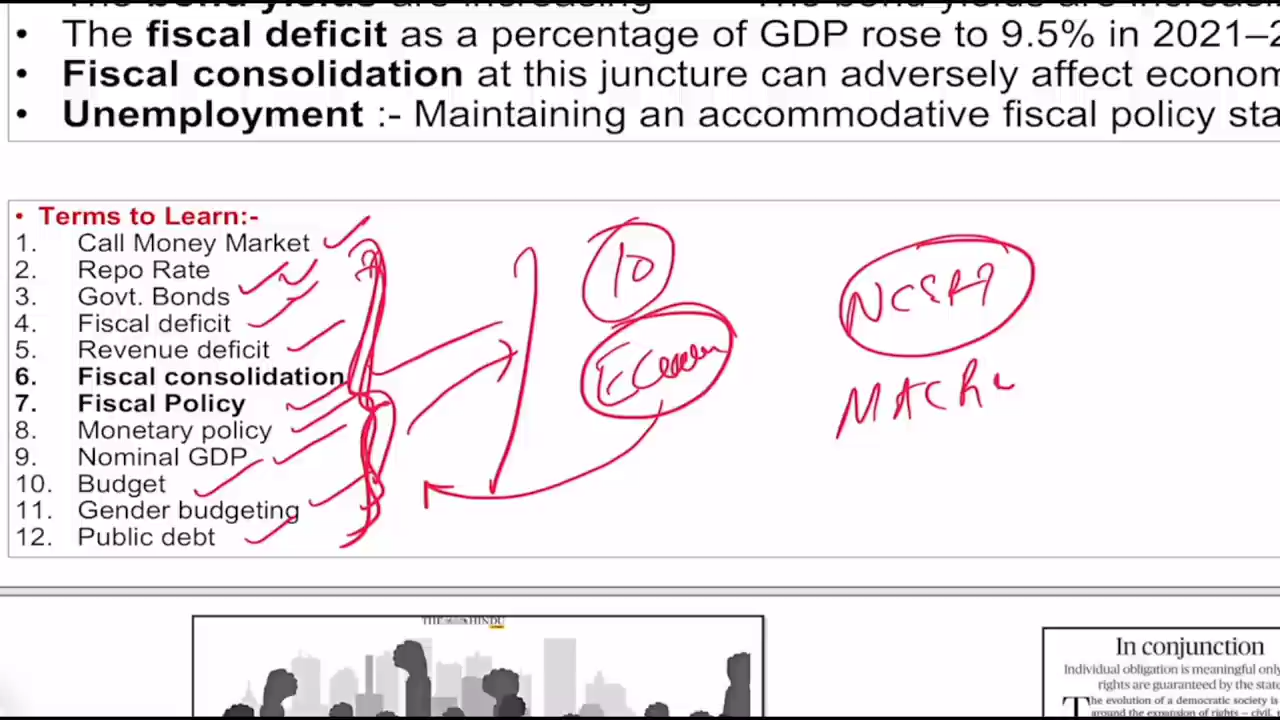 The bond yields are increasing
• The fiscal deficit as a percentage of GDP rose to 9.5% in 2021–2
• Fiscal consolidation at this juncture can adversely affect econom
• Unemployment :- Maintaining an accommodative fiscal policy sta
• Terms to Learn:-
1. Call Money Market
2. Repo Rate
3. Govt. Bonds
4. Fiscal deficit
5. Revenue deficit
6. Fiscal consolidation
7. Fiscal Policy
8. Monetary policy
9. Nominal GDP
10. Budget
11. Gender budgeting
12. Public debt
10
NCERT
MACRO
THE HINDU
In conjunction
Individual obligation is meaningful only
rights are guaranteed by the state
The evolution of a democratic society is
around the expansion of rights – civil,